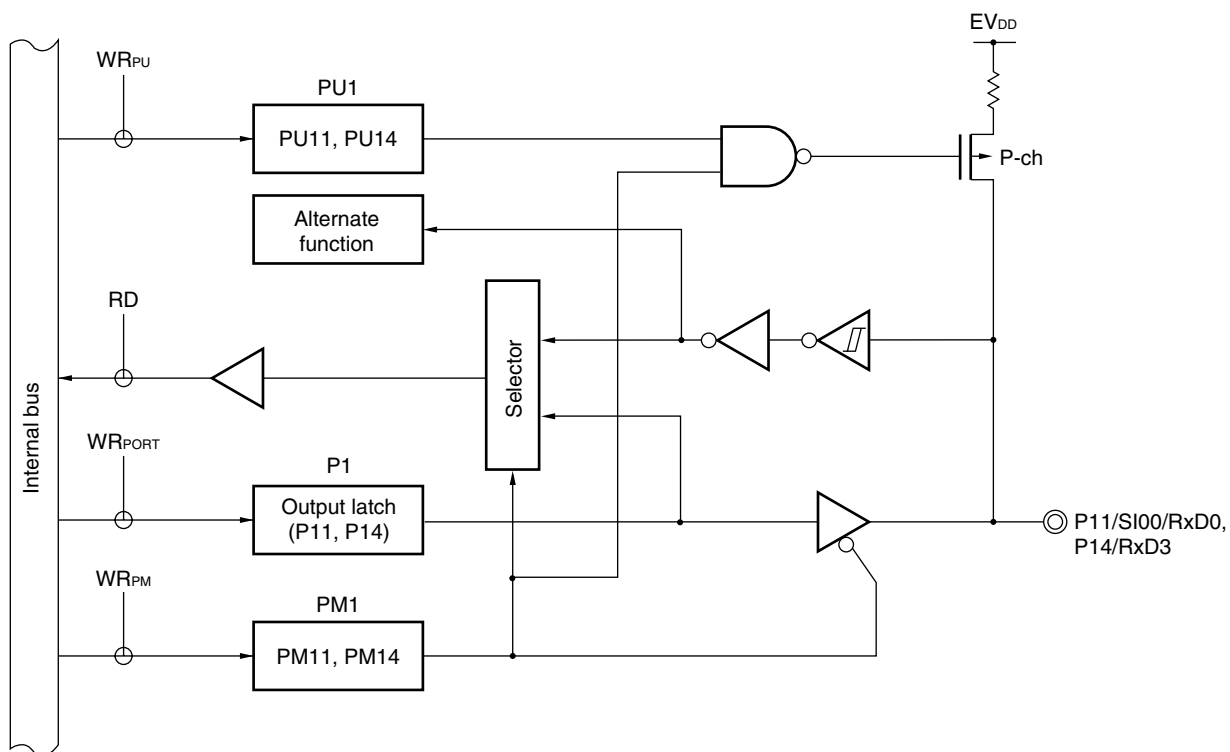 EVDD
WRPU
PU1
PU11, PU14
P-ch
Alternate
function
RD
Selector
Internal bus
WRPORT
P1
Output latch
(P11, P14)
P11/SI00/RxD0,
P14/RxD3
WRPM
PM1
PM11, PM14